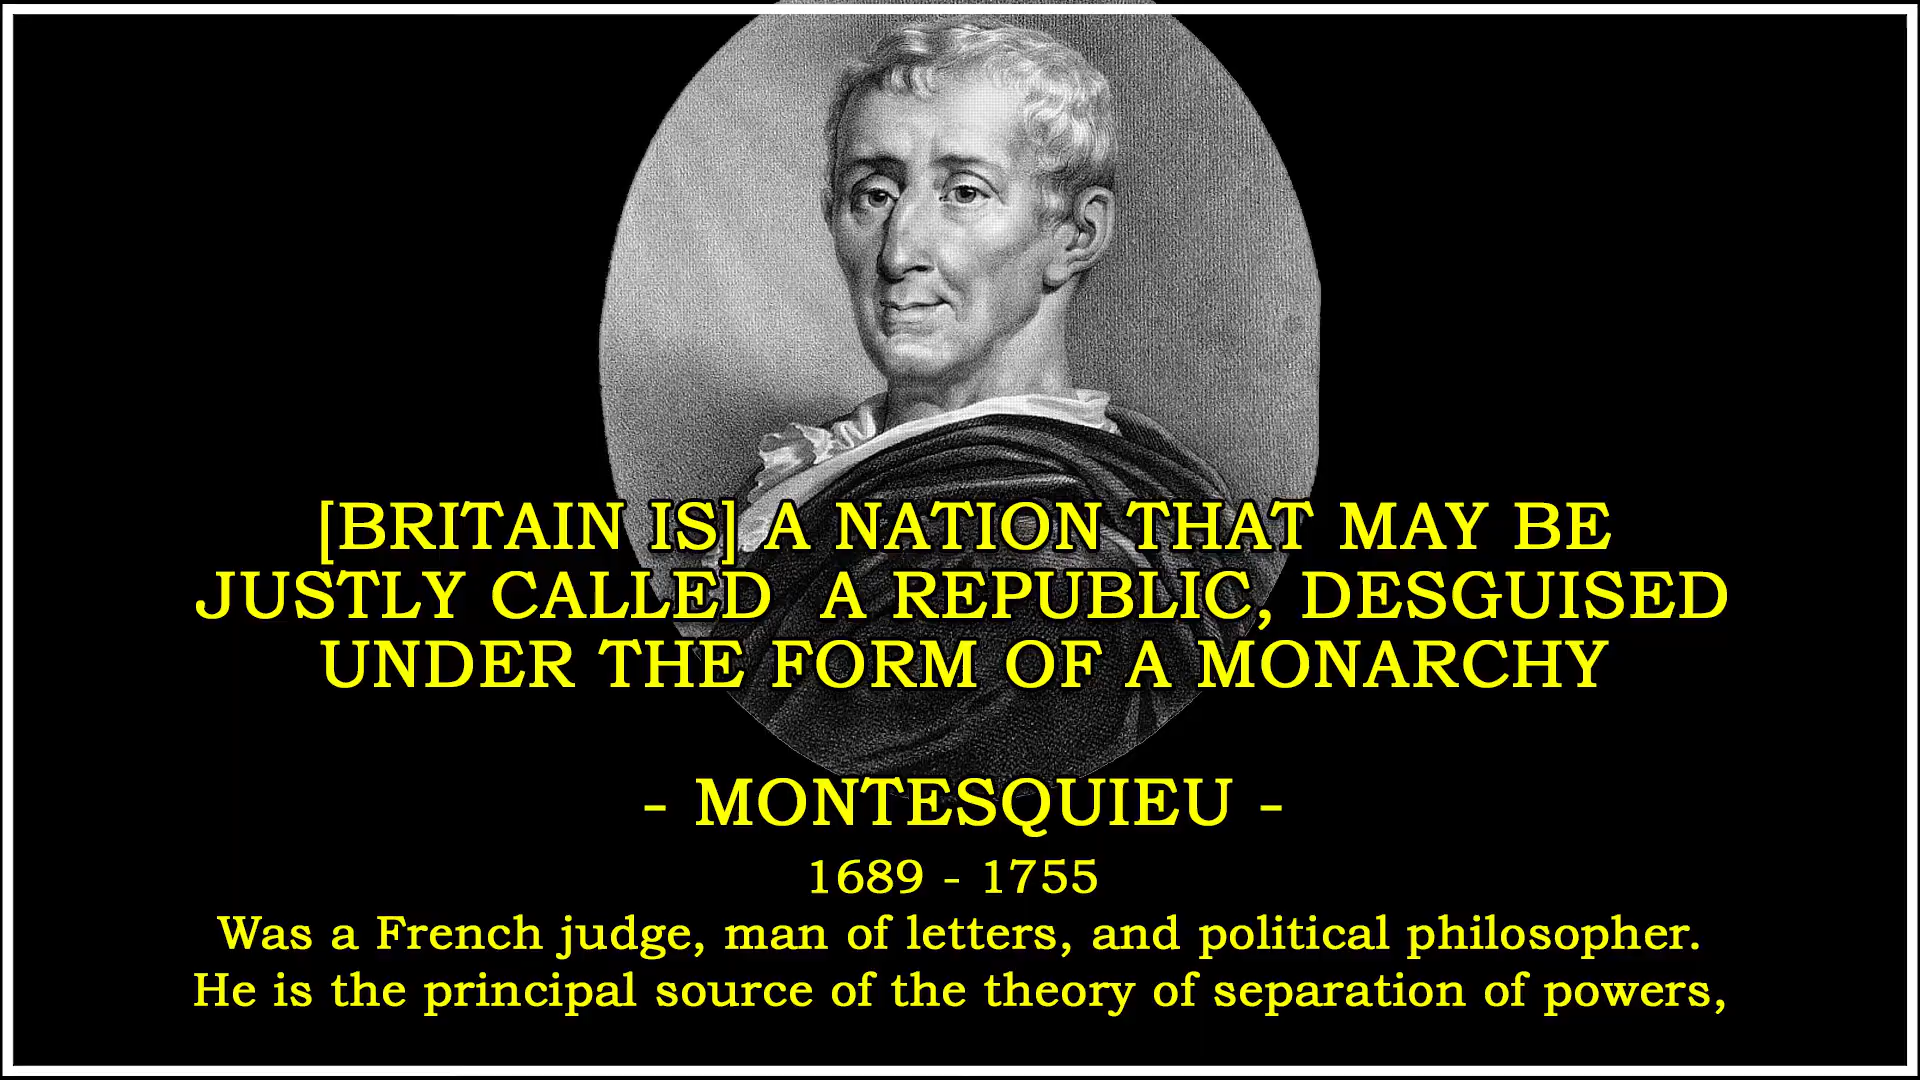 [BRITAIN IS] A NATION THAT MAY BE
JUSTLY CALLED A REPUBLIC, DESGUISED
UNDER THE FORM OF A MONARCHY
- MONTESQUIEU -
1689 - 1755
Was a French judge, man of letters, and political philosopher.
He is the principal source of the theory of separation of powers,